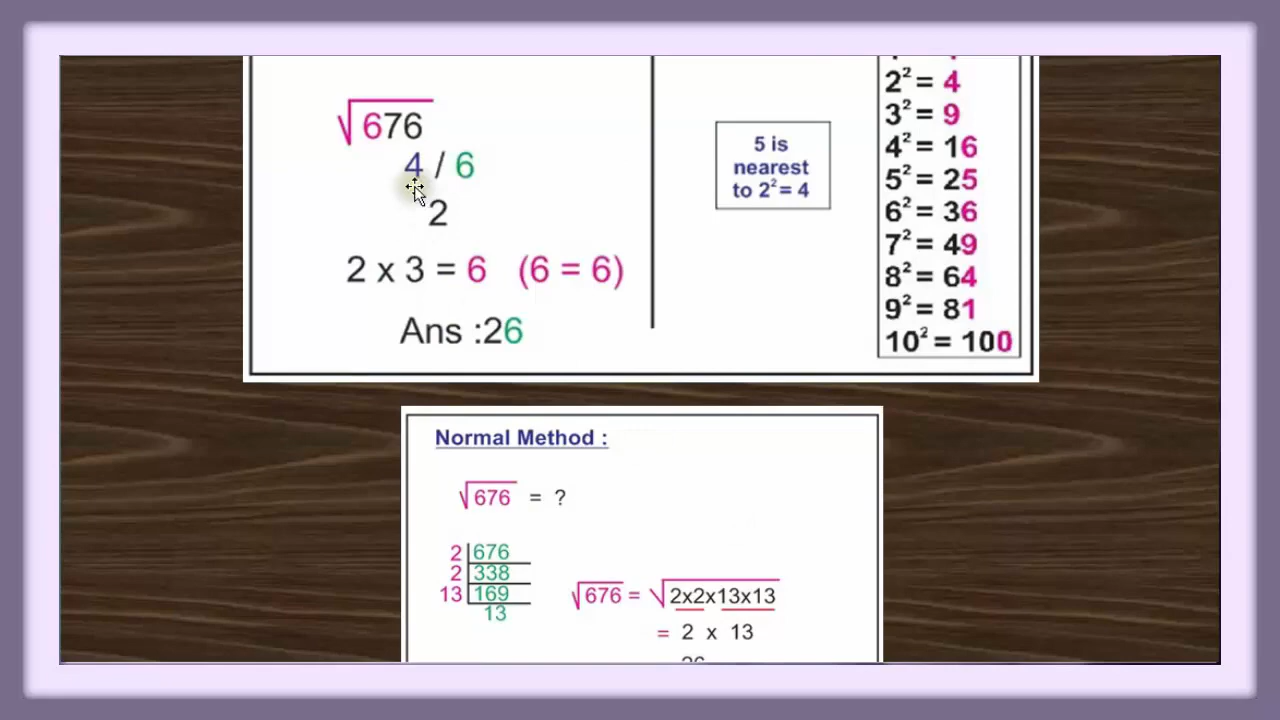 √676
4 / 6
2
2 x 3 = 6 (6 = 6)
Ans :26
5 is
nearest
to 2² = 4
2² = 4
3² = 9
4² = 16
5² = 25
6² = 36
7² = 49
8² = 64
9² = 81
10² = 100
Normal Method :
√676 = ?
2 676
2 338
13 169
13
√676 = √2x2x13x13
= 2 x 13